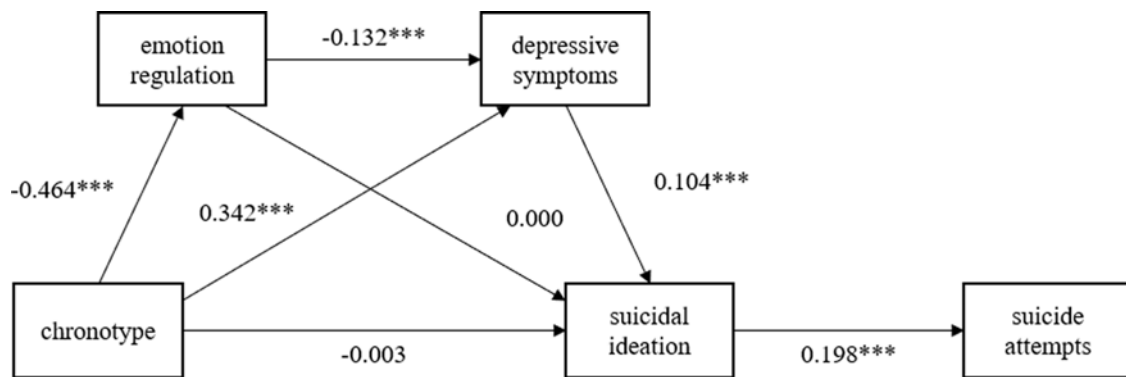 emotion
regulation
-0.132***
depressive
symptoms
-0.464***
0.342***
0.000
0.104***
chronotype
-0.003
suicidal
ideation
0.198***
suicide
attempts